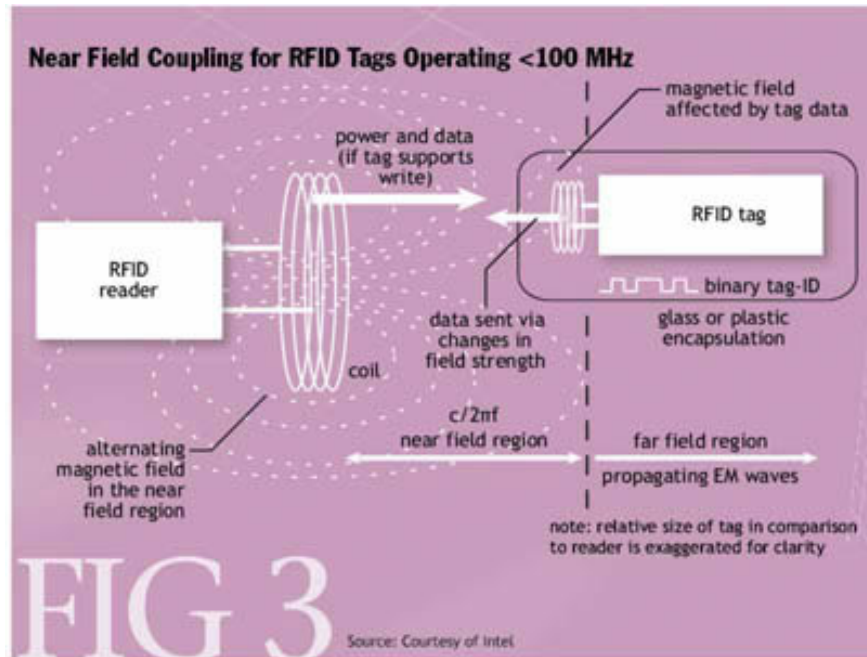 Near Field Coupling for RFID Tags Operating <100 MHz
magnetic field
affected by tag data
power and data
(if tag supports
write)
RFID
reader
RFID tag
binary tag-ID
glass or plastic
encapsulation
data sent via
changes in
field strength
coil
alternating
magnetic field
in the near
field region
c/2πf
near field region
far field region
propagating EM waves
note: relative size of tag in comparison
to reader is exaggerated for clarity
FIG 3
Source: Courtesy of Intel